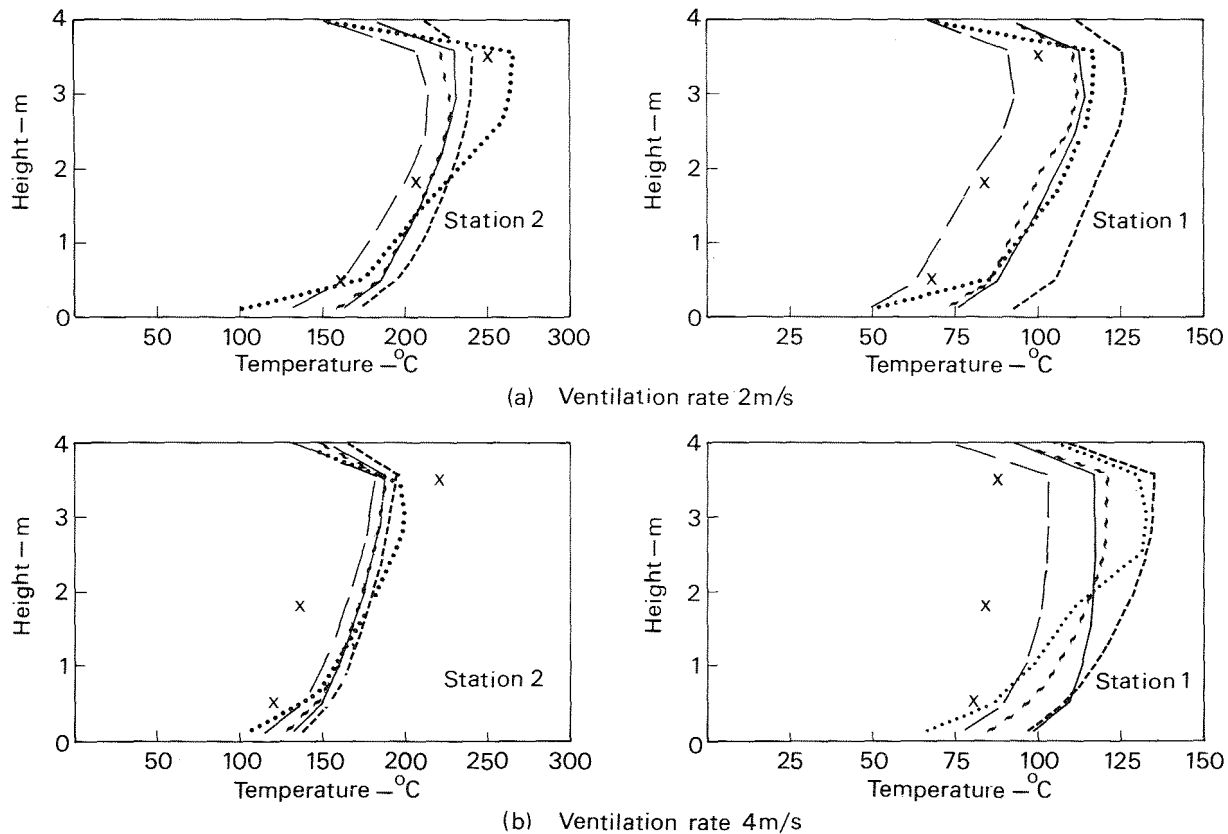 4
3
2
1
0
Height – m
50 100 150 200 250 300
Temperature – °C
Station 2
x
x
x
4
3
2
1
0
Height – m
25 50 75 100 125 150
Temperature – °C
Station 1
x
x
x
(a) Ventilation rate 2m/s
4
3
2
1
0
Height – m
50 100 150 200 250 300
Temperature – °C
Station 2
x
x
x
4
3
2
1
0
Height – m
25 50 75 100 125 150
Temperature – °C
Station 1
x
x
x
(b) Ventilation rate 4m/s